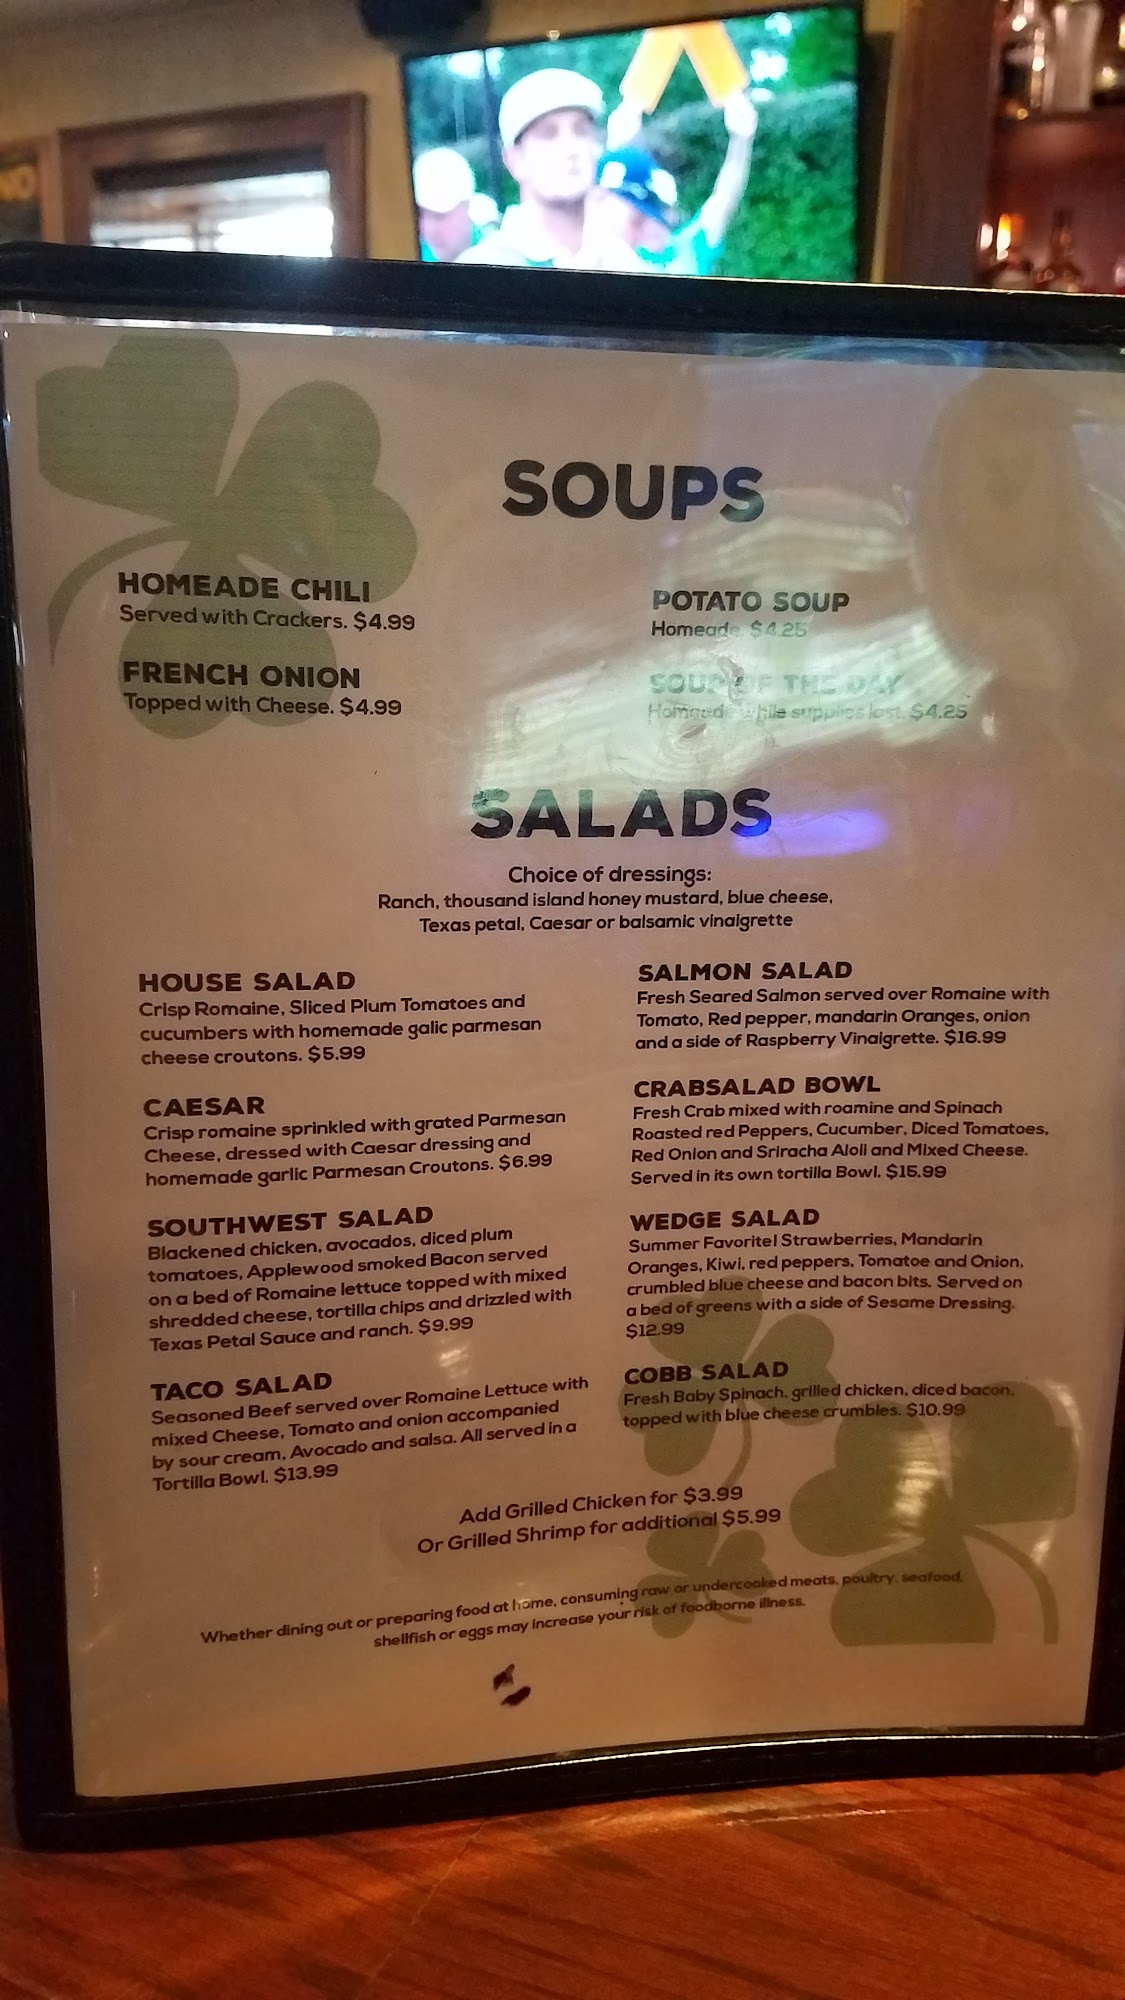 SOUPS
HOMEADE CHILI
Served with Crackers. $4.99
FRENCH ONION
Topped with Cheese. $4.99
POTATO SOUP
Homeade. $4.25
SOUP OF THE DAY
Homeade while supplies last. $4.25
SALADS
Choice of dressings:
Ranch, thousand island honey mustard, blue cheese,
Texas petal, Caesar or balsamic vinaigrette
HOUSE SALAD
Crisp Romaine, Sliced Plum Tomatoes and
cucumbers with homemade galic parmesan
cheese croutons. $5.99
CAESAR
Crisp romaine sprinkled with grated Parmesan
Cheese, dressed with Caesar dressing and
homemade garlic Parmesan Croutons. $6.99
SOUTHWEST SALAD
Blackened chicken, avocados, diced plum
tomatoes, Applewood smoked Bacon served
on a bed of Romaine lettuce topped with mixed
shredded cheese, tortilla chips and drizzled with
Texas Petal Sauce and ranch. $9.99
TACO SALAD
Seasoned Beef served over Romaine Lettuce with
mixed Cheese, Tomato and onion accompanied
by sour cream, Avocado and salsa. All served in a
Tortilla Bowl. $13.99
SALMON SALAD
Fresh Seared Salmon served over Romaine with
Tomato, Red pepper, mandarin Oranges, onion
and a side of Raspberry Vinaigrette. $16.99
CRABSALAD BOWL
Fresh Crab mixed with roamine and Spinach
Roasted red Peppers, Cucumber, Diced Tomatoes,
Red Onion and Sriracha Aloli and Mixed Cheese.
Served in its own tortilla Bowl. $15.99
WEDGE SALAD
Summer Favorite! Strawberries, Mandarin
Oranges, Kiwi, red peppers, Tomatoe and Onion,
crumbled blue cheese and bacon bits. Served on
a bed of greens with a side of Sesame Dressing.
$12.99
COBB SALAD
Fresh Baby Spinach, grilled chicken, diced bacon,
topped with blue cheese crumbles. $10.99
Add Grilled Chicken for $3.99
Or Grilled Shrimp for additional $5.99
Whether dining out or preparing food at home, consuming raw or undercooked meats, poultry, seafood,
shellfish or eggs may increase your risk of foodborne illness.